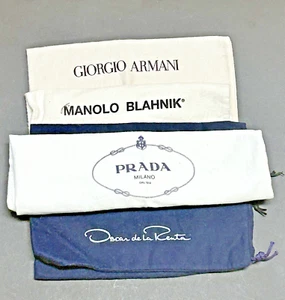 GIORGIO ARMANI
MANOLO BLAHNIK®
PRADA
MILANO
Oscar de la Renta